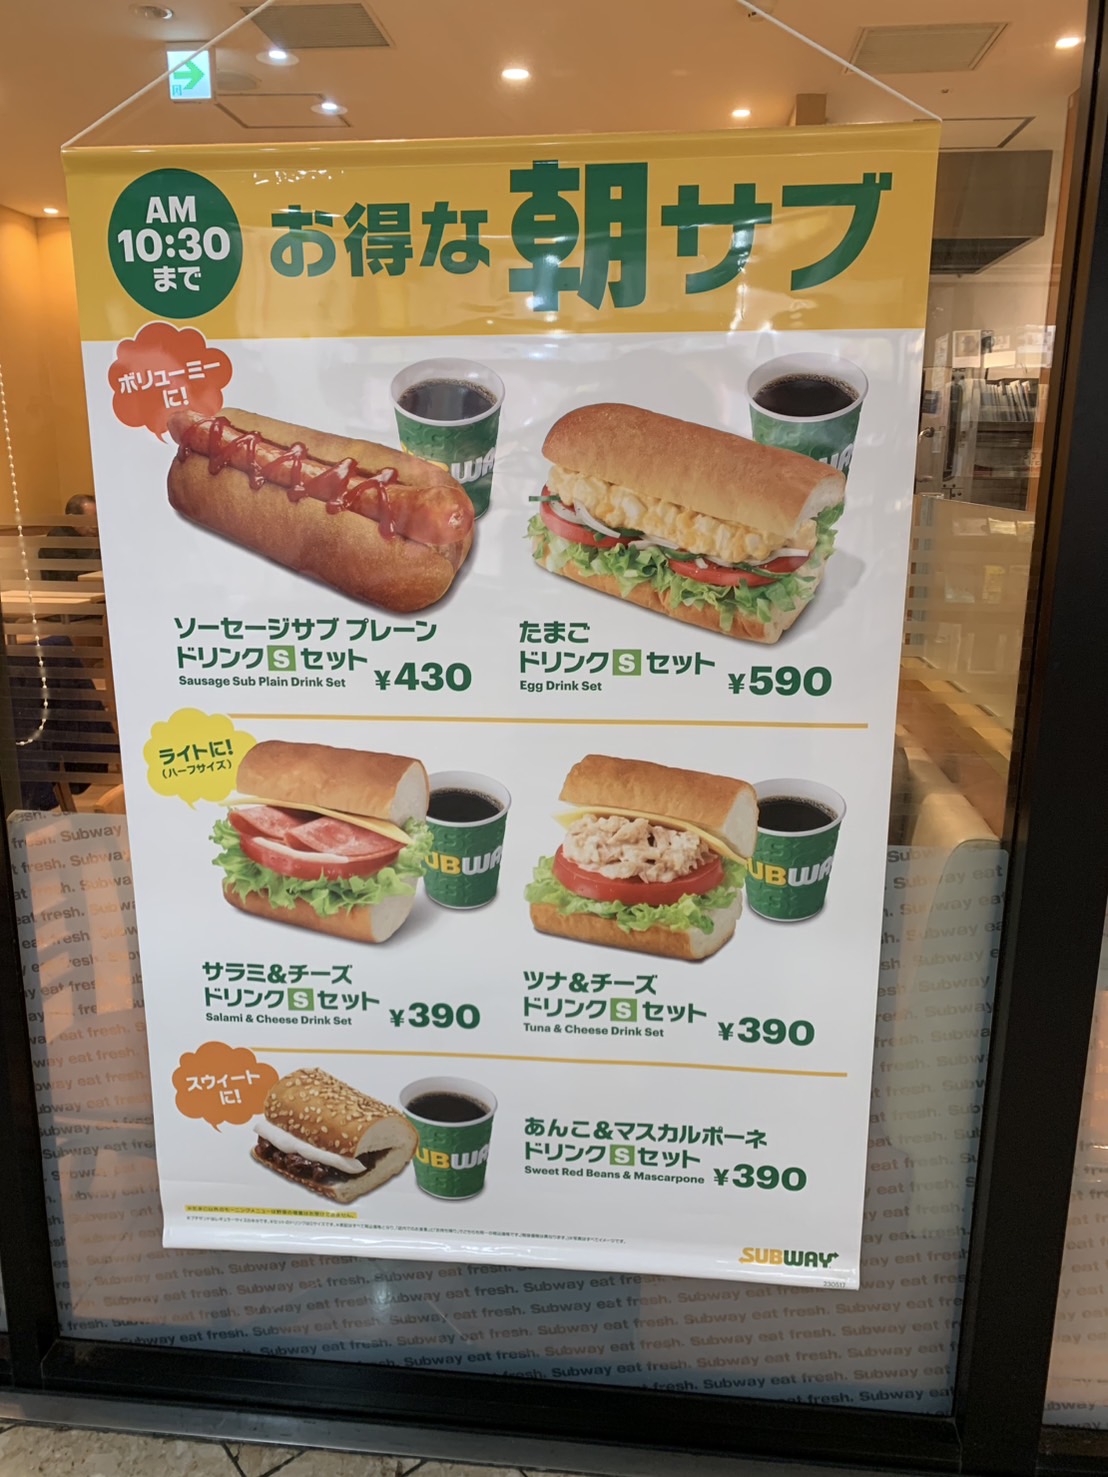 AM
10:30
まで
お得な朝サブ
ボリューミー
に!
ソーセージサブ プレーン
ドリンクSセット
Sausage Sub Plain Drink Set
¥430
たまご
ドリンクSセット
Egg Drink Set
¥590
ライトに!
(ハーフサイズ)
サラミ&チーズ
ドリンクSセット
Salami & Cheese Drink Set
¥390
ツナ&チーズ
ドリンクSセット
Tuna & Cheese Drink Set
¥390
スウィート
に!
あんこ&マスカルポーネ
ドリンクSセット
Sweet Red Beans & Mascarpone
¥390
SUBWAY
230517
Subway eat fresh.